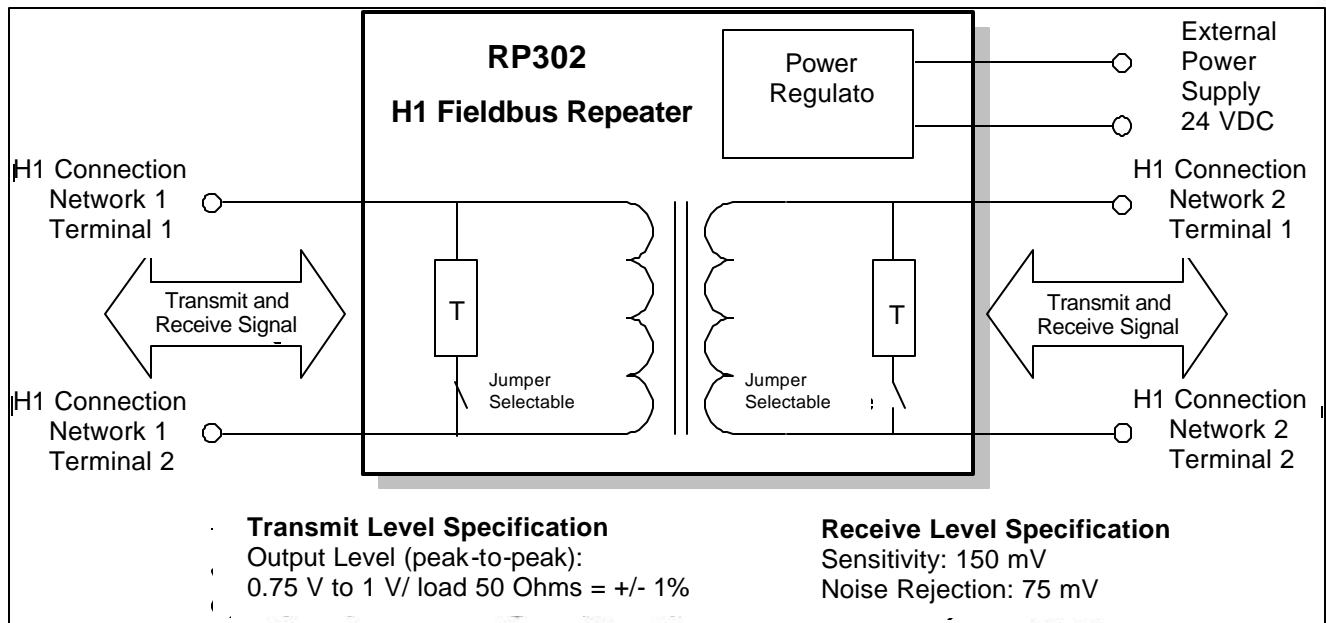 RP302
H1 Fieldbus Repeater
Power
Regulato
External
Power
Supply
24 VDC
H1 Connection
Network 1
Terminal 1
H1 Connection
Network 2
Terminal 1
Transmit and
Receive Signal
T
Jumper
Selectable
T
Jumper
Selectable
Transmit and
Receive Signal
H1 Connection
Network 1
Terminal 2
H1 Connection
Network 2
Terminal 2
Transmit Level Specification
Output Level (peak-to-peak):
0.75 V to 1 V/ load 50 Ohms = +/- 1%
Receive Level Specification
Sensitivity: 150 mV
Noise Rejection: 75 mV